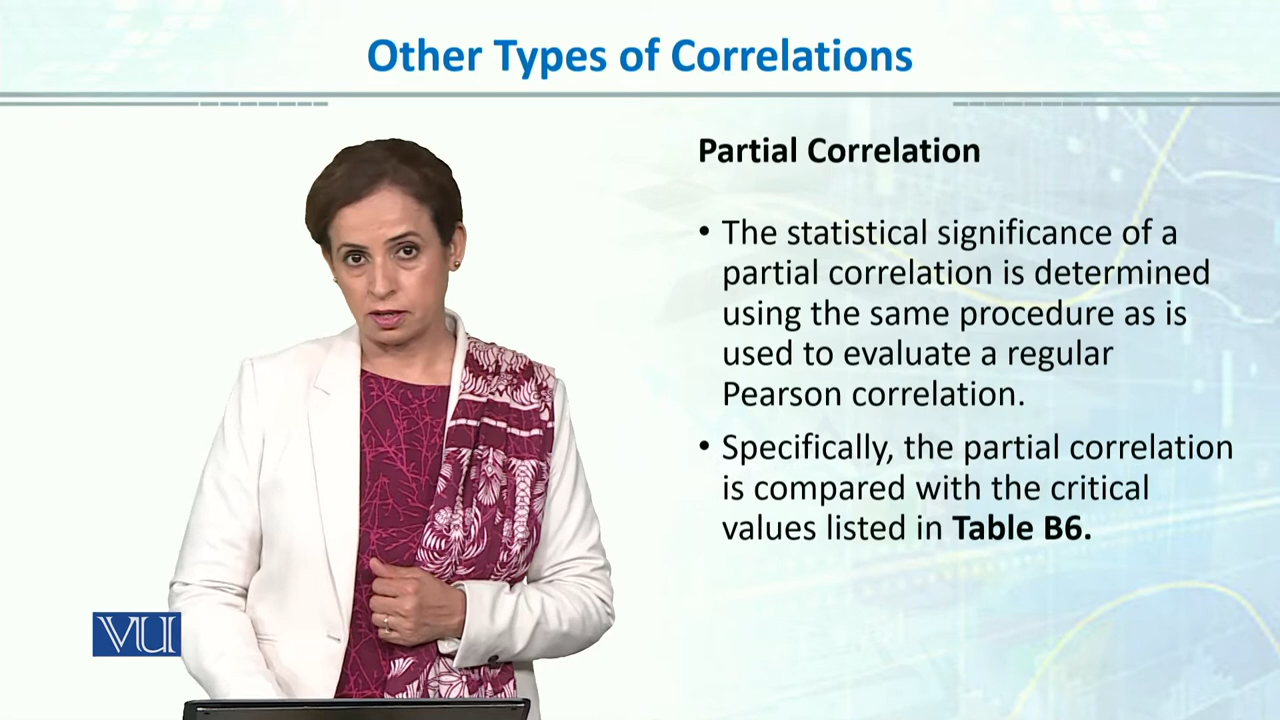 Other Types of Correlations
Partial Correlation
• The statistical significance of a
partial correlation is determined
using the same procedure as is
used to evaluate a regular
Pearson correlation.
• Specifically, the partial correlation
is compared with the critical
values listed in Table B6.
VU